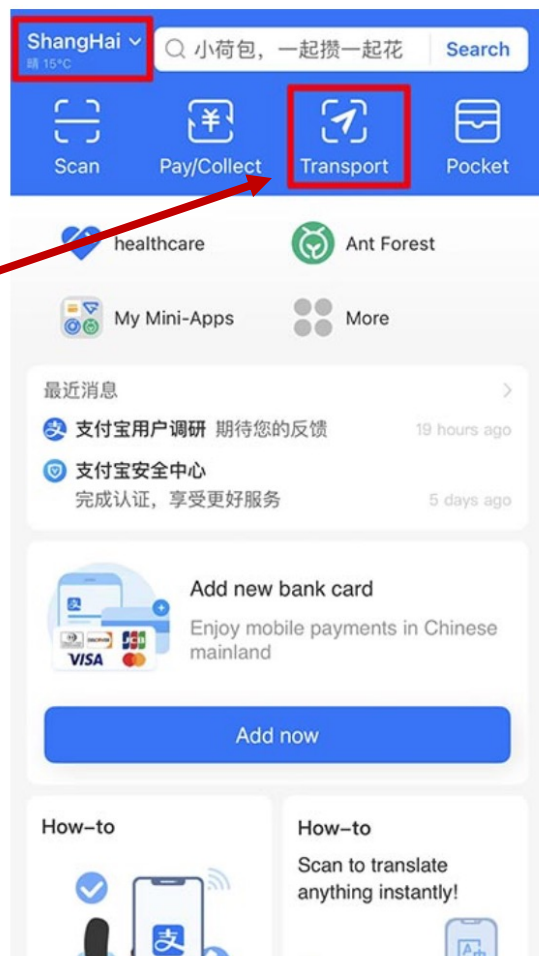 ShangHai
小荷包，一起攒一起花
Search
晴 15°C
Scan
Pay/Collect
Transport
Pocket
healthcare
Ant Forest
My Mini-Apps
More
最近消息
支付宝用户调研 期待您的反馈
19 hours ago
支付宝安全中心
完成认证，享受更好服务
5 days ago
Add new bank card
Enjoy mobile payments in Chinese
mainland
DISCOVER
JCB
VISA
Add now
How-to
How-to
Scan to translate
anything instantly!
支
A